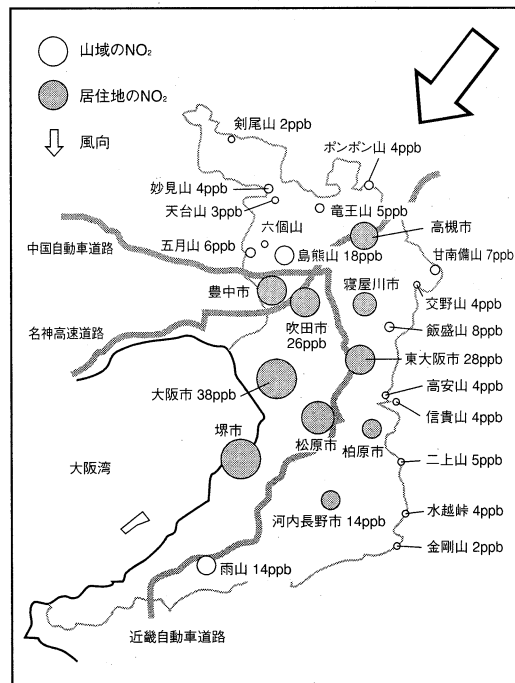 山域のNO₂
居住地のNO₂
風向
剣尾山 2ppb
ポンポン山 4ppb
妙見山 4ppb
天台山 3ppb
竜王山 5ppb
六個山
高槻市
中国自動車道路
五月山 6ppb
島熊山 18ppb
甘南備山 7ppb
豊中市
寝屋川市
交野山 4ppb
名神高速道路
吹田市
26ppb
飯盛山 8ppb
東大阪市 28ppb
大阪市 38ppb
高安山 4ppb
信貴山 4ppb
堺市
松原市
柏原市
大阪湾
二上山 5ppb
河内長野市 14ppb
水越峠 4ppb
金剛山 2ppb
雨山 14ppb
近畿自動車道路